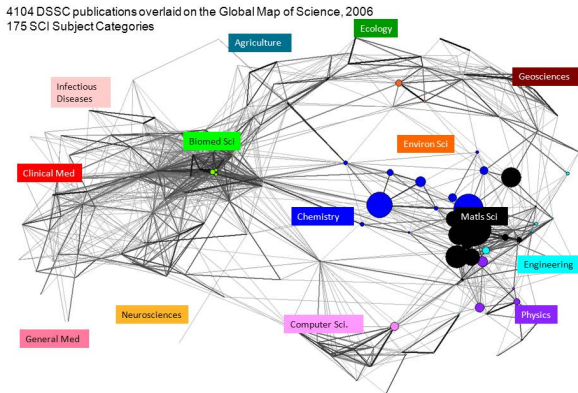 4104 DSSC publications overlaid on the Global Map of Science, 2006
175 SCI Subject Categories
Ecology
Agriculture
Geosciences
Infectious
Diseases
Biomed Sci
Environ Sci
Clinical Med
Chemistry
Matls Sci
Engineering
Neurosciences
Computer Sci.
Physics
General Med